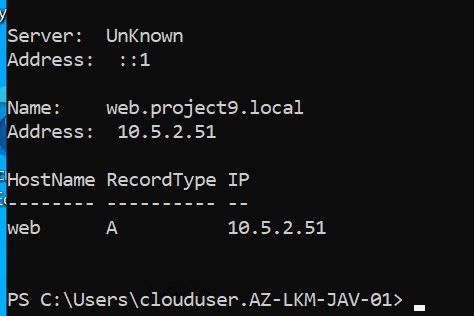 Server:  UnKnown
Address:  ::1
Name:    web.project9.local
Address:  10.5.2.51
HostName RecordType IP
-------- ---------- --
web      A          10.5.2.51
PS C:\Users\clouduser.AZ-LKM-JAV-01>